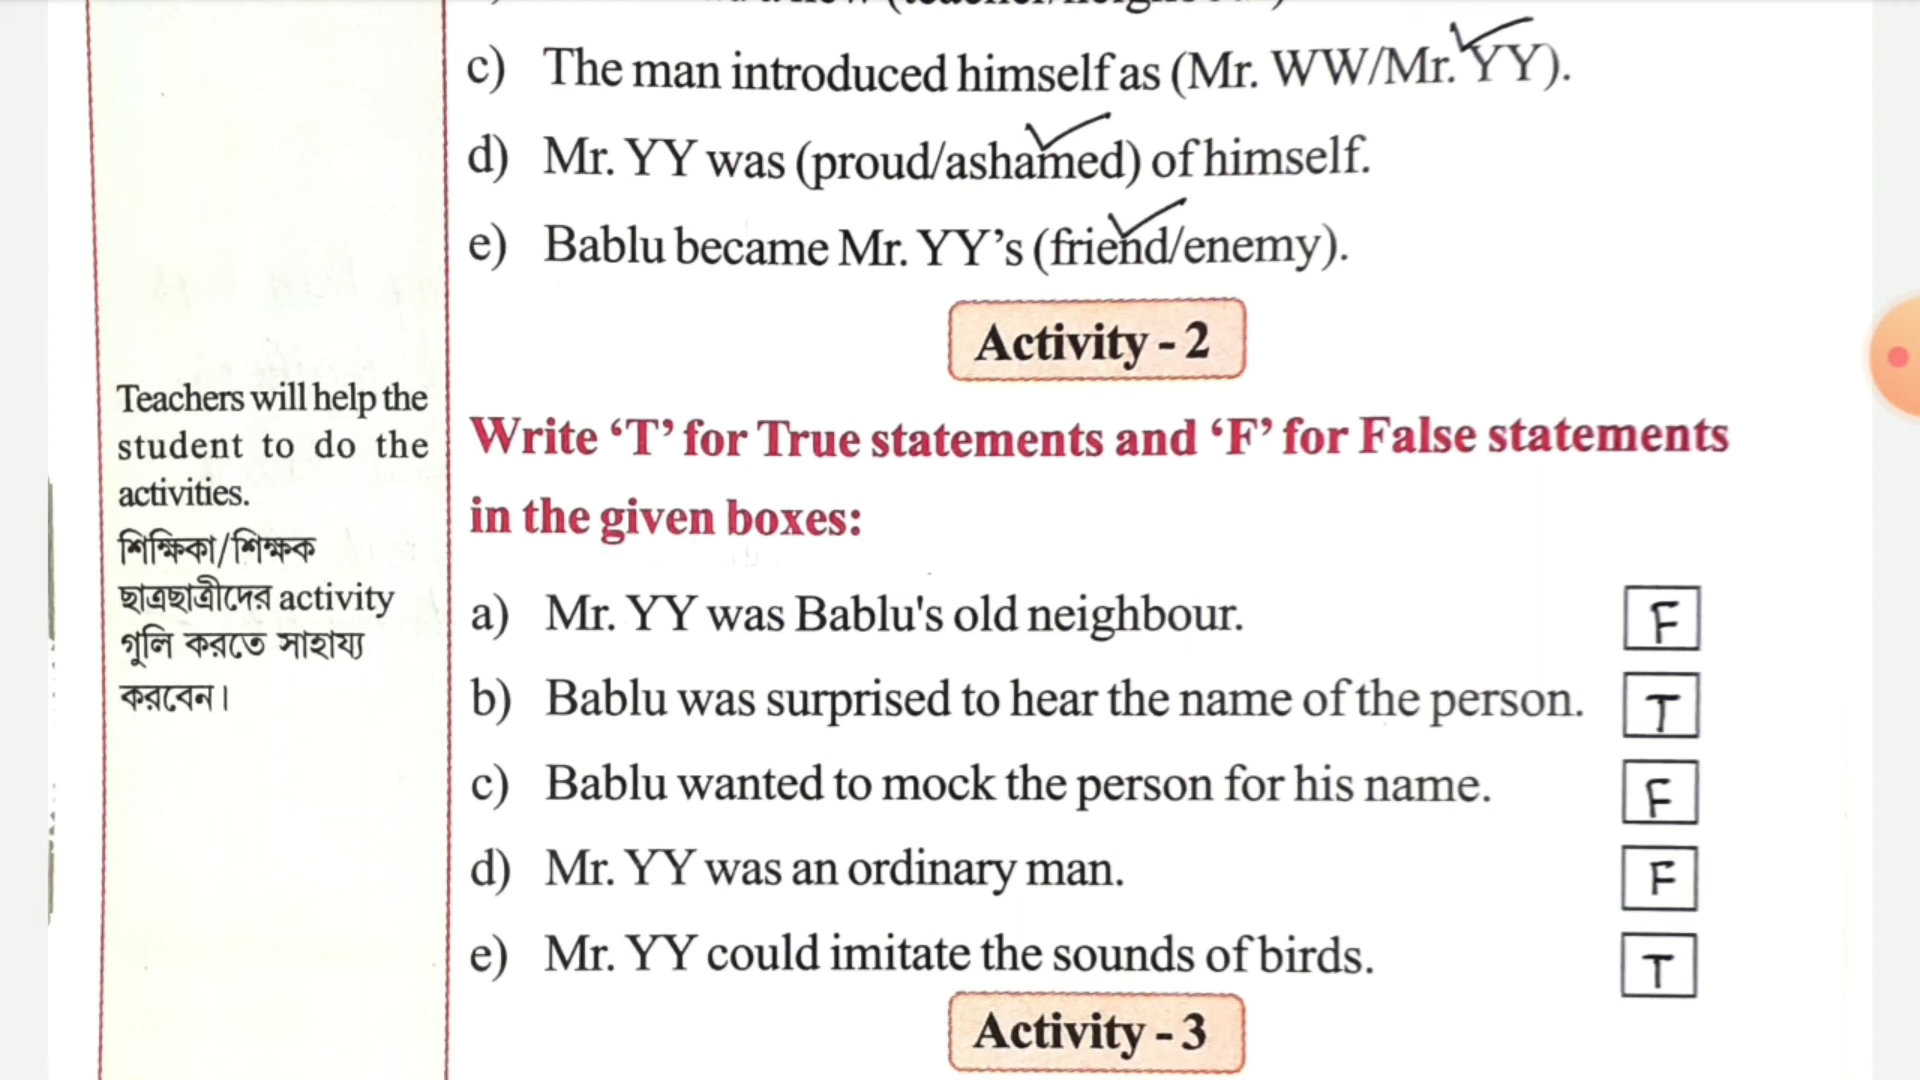 c) The man introduced himself as (Mr. WW/Mr. YY).
d) Mr. YY was (proud/ashamed) of himself.
e) Bablu became Mr. YY's (friend/enemy).
Activity - 2
Teachers will help the
student to do the
activities.
শিক্ষিকা/শিক্ষক
ছাত্রছাত্রীদের activity
গুলি করতে সাহায্য
করবেন।
Write ‘T’ for True statements and ‘F’ for False statements
in the given boxes:
a) Mr. YY was Bablu's old neighbour. F
b) Bablu was surprised to hear the name of the person. T
c) Bablu wanted to mock the person for his name. F
d) Mr. YY was an ordinary man. F
e) Mr. YY could imitate the sounds of birds. T
Activity - 3